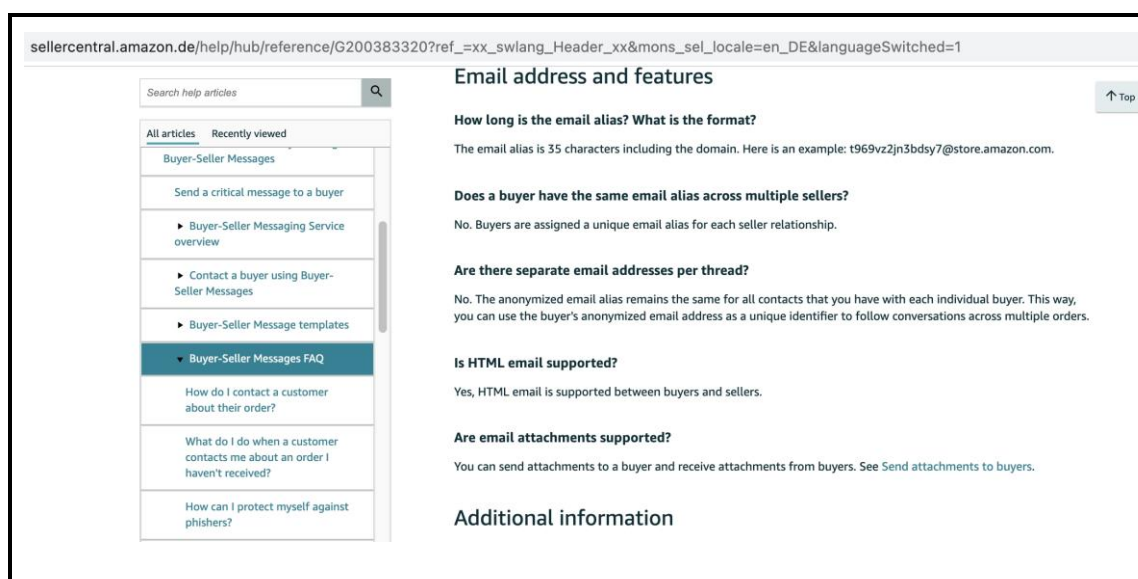 sellercentral.amazon.de/help/hub/reference/G200383320?ref_=xx_swlang_Header_xx&mons_sel_locale=en_DE&languageSwitched=1
Search help articles
All articles Recently viewed
Buyer-Seller Messages
Send a critical message to a buyer
Buyer-Seller Messaging Service
overview
Contact a buyer using Buyer-
Seller Messages
Buyer-Seller Message templates
Buyer-Seller Messages FAQ
How do I contact a customer
about their order?
What do I do when a customer
contacts me about an order I
haven't received?
How can I protect myself against
phishers?
Email address and features
How long is the email alias? What is the format?
The email alias is 35 characters including the domain. Here is an example: t969vz2jn3bdsy7@store.amazon.com.
Does a buyer have the same email alias across multiple sellers?
No. Buyers are assigned a unique email alias for each seller relationship.
Are there separate email addresses per thread?
No. The anonymized email alias remains the same for all contacts that you have with each individual buyer. This way,
you can use the buyer's anonymized email address as a unique identifier to follow conversations across multiple orders.
Is HTML email supported?
Yes, HTML email is supported between buyers and sellers.
Are email attachments supported?
You can send attachments to a buyer and receive attachments from buyers. See Send attachments to buyers.
Additional information
Top